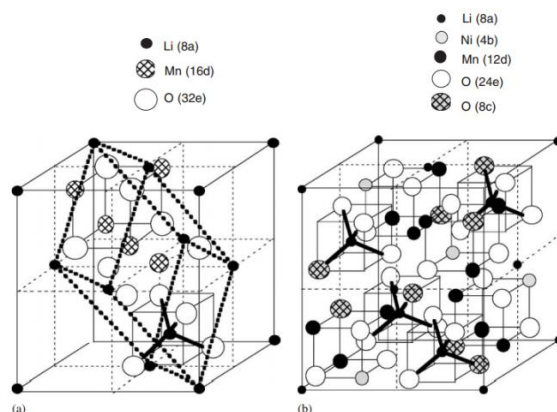 Li (8a)
Mn (16d)
O (32e)
Li (8a)
Ni (4b)
Mn (12d)
O (24e)
O (8c)
(a)
(b)